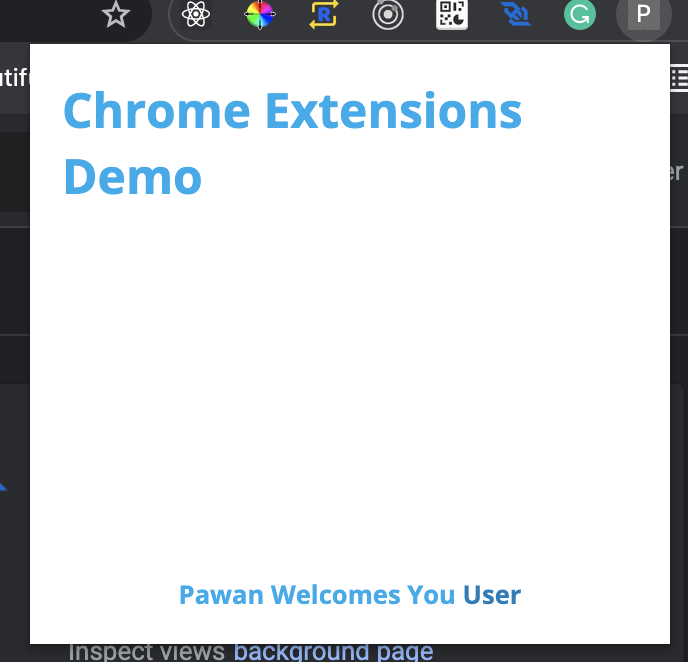 R
G
P
utifu
Chrome Extensions
Demo
er
Pawan Welcomes You User
Inspect views background page